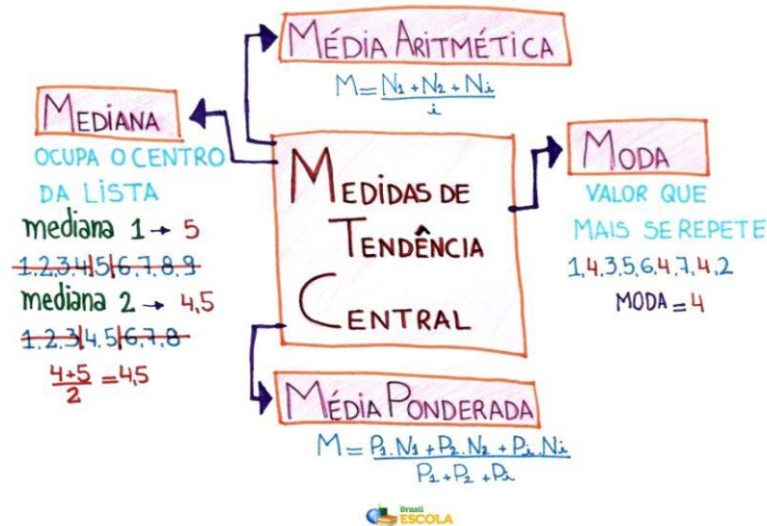 MÉDIA ARITMÉTICA
M = N1 + N2 + Ni
i
MEDIANA
OCUPA O CENTRO
DA LISTA
mediana 1 → 5
1,2,3,4|5|6,7,8,9
mediana 2 → 4,5
1,2,3|4,5|6,7,8
4+5
2
=4,5
MEDIDAS DE
TENDÊNCIA
CENTRAL
MODA
VALOR QUE
MAIS SE REPETE
1,4,3,5,6,4,7,4,2
MODA = 4
MÉDIA PONDERADA
M = P1.N1 + P2.N2 + Pi.Ni
P1 + P2 + Pi
Brasil
ESCOLA